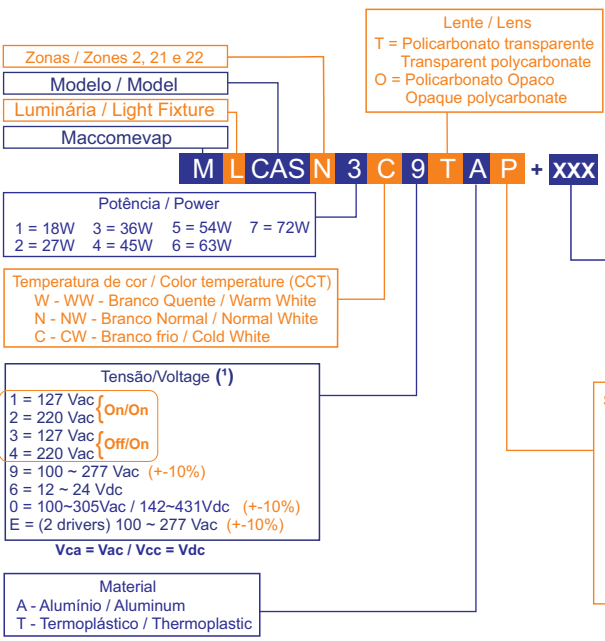 Lente / Lens
T = Policarbonato transparente
Transparent polycarbonate
O = Policarbonato Opaco
Opaque polycarbonate
Zonas / Zones 2, 21 e 22
Modelo / Model
Luminária / Light Fixture
Maccomevap
M L CAS N 3 C 9 T A P + XXX
Potência / Power
1 = 18W 3 = 36W 5 = 54W 7 = 72W
2 = 27W 4 = 45W 6 = 63W
Temperatura de cor / Color temperature (CCT)
W - WW - Branco Quente / Warm White
N - NW - Branco Normal / Normal White
C - CW - Branco frio / Cold White
Tensão/Voltage (¹)
1 = 127 Vac
2 = 220 Vac { On/On
3 = 127 Vac
4 = 220 Vac { Off/On
9 = 100 ~ 277 Vac (+-10%)
6 = 12 ~ 24 Vdc
0 = 100~305Vac / 142~431Vdc (+-10%)
E = (2 drivers) 100 ~ 277 Vac (+-10%)
Vca = Vac / Vcc = Vdc
Material
A - Alumínio / Aluminum
T - Termoplástico / Thermoplastic